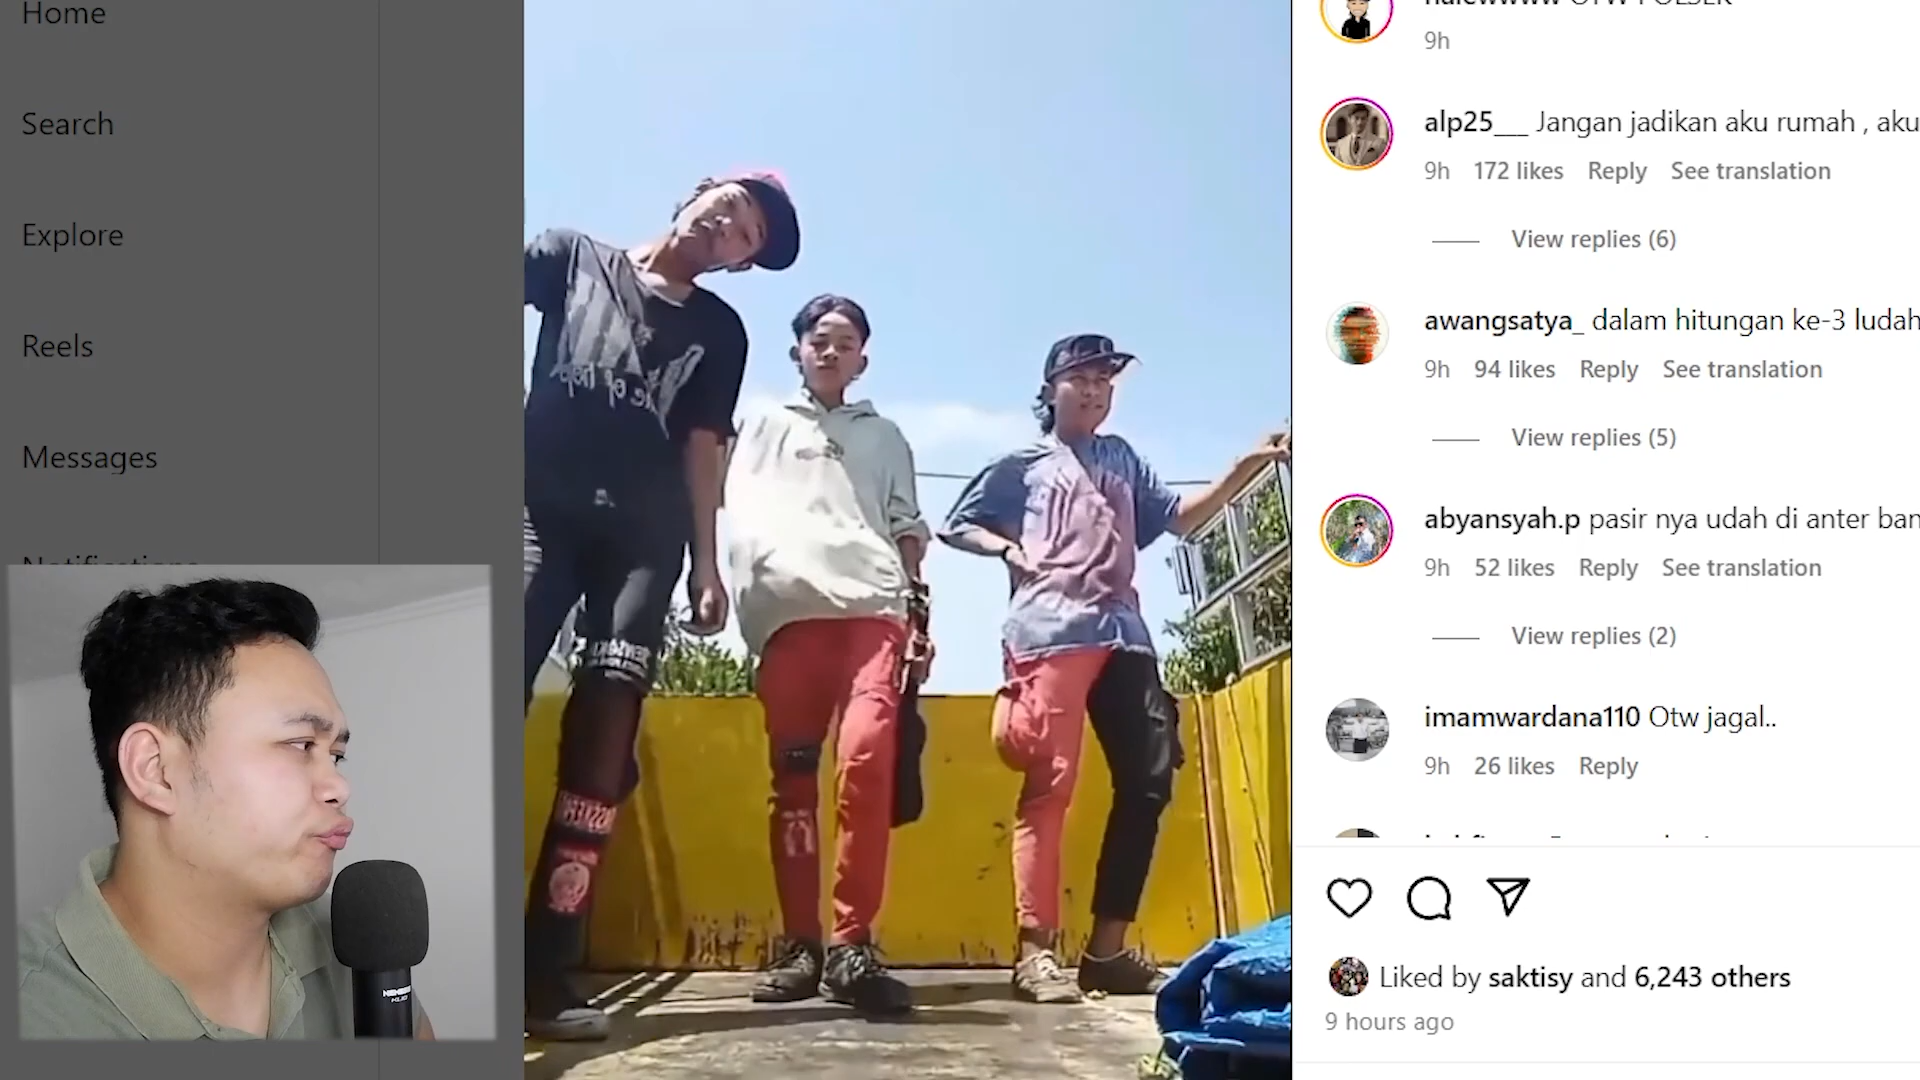 Home
Search
Explore
Reels
Messages
Notifications
9h
alp25___ Jangan jadikan aku rumah , aku
9h 172 likes Reply See translation
View replies (6)
awangsatya_ dalam hitungan ke-3 ludah
9h 94 likes Reply See translation
View replies (5)
abyansyah.p pasir nya udah di anter ban
9h 52 likes Reply See translation
View replies (2)
imamwardana110 Otw jagal..
9h 26 likes Reply
Liked by saktisy and 6,243 others
9 hours ago